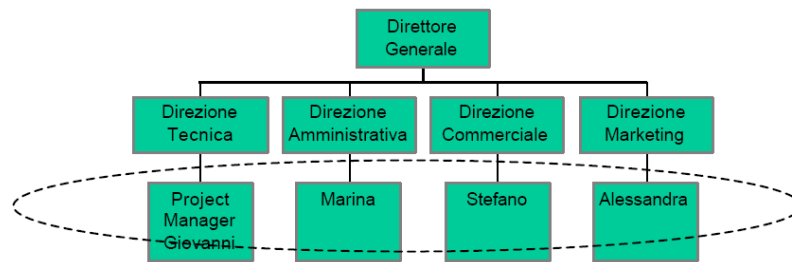 Direttore
Generale
Direzione
Tecnica
Direzione
Amministrativa
Direzione
Commerciale
Direzione
Marketing
Project
Manager
Giovanni
Marina
Stefano
Alessandra